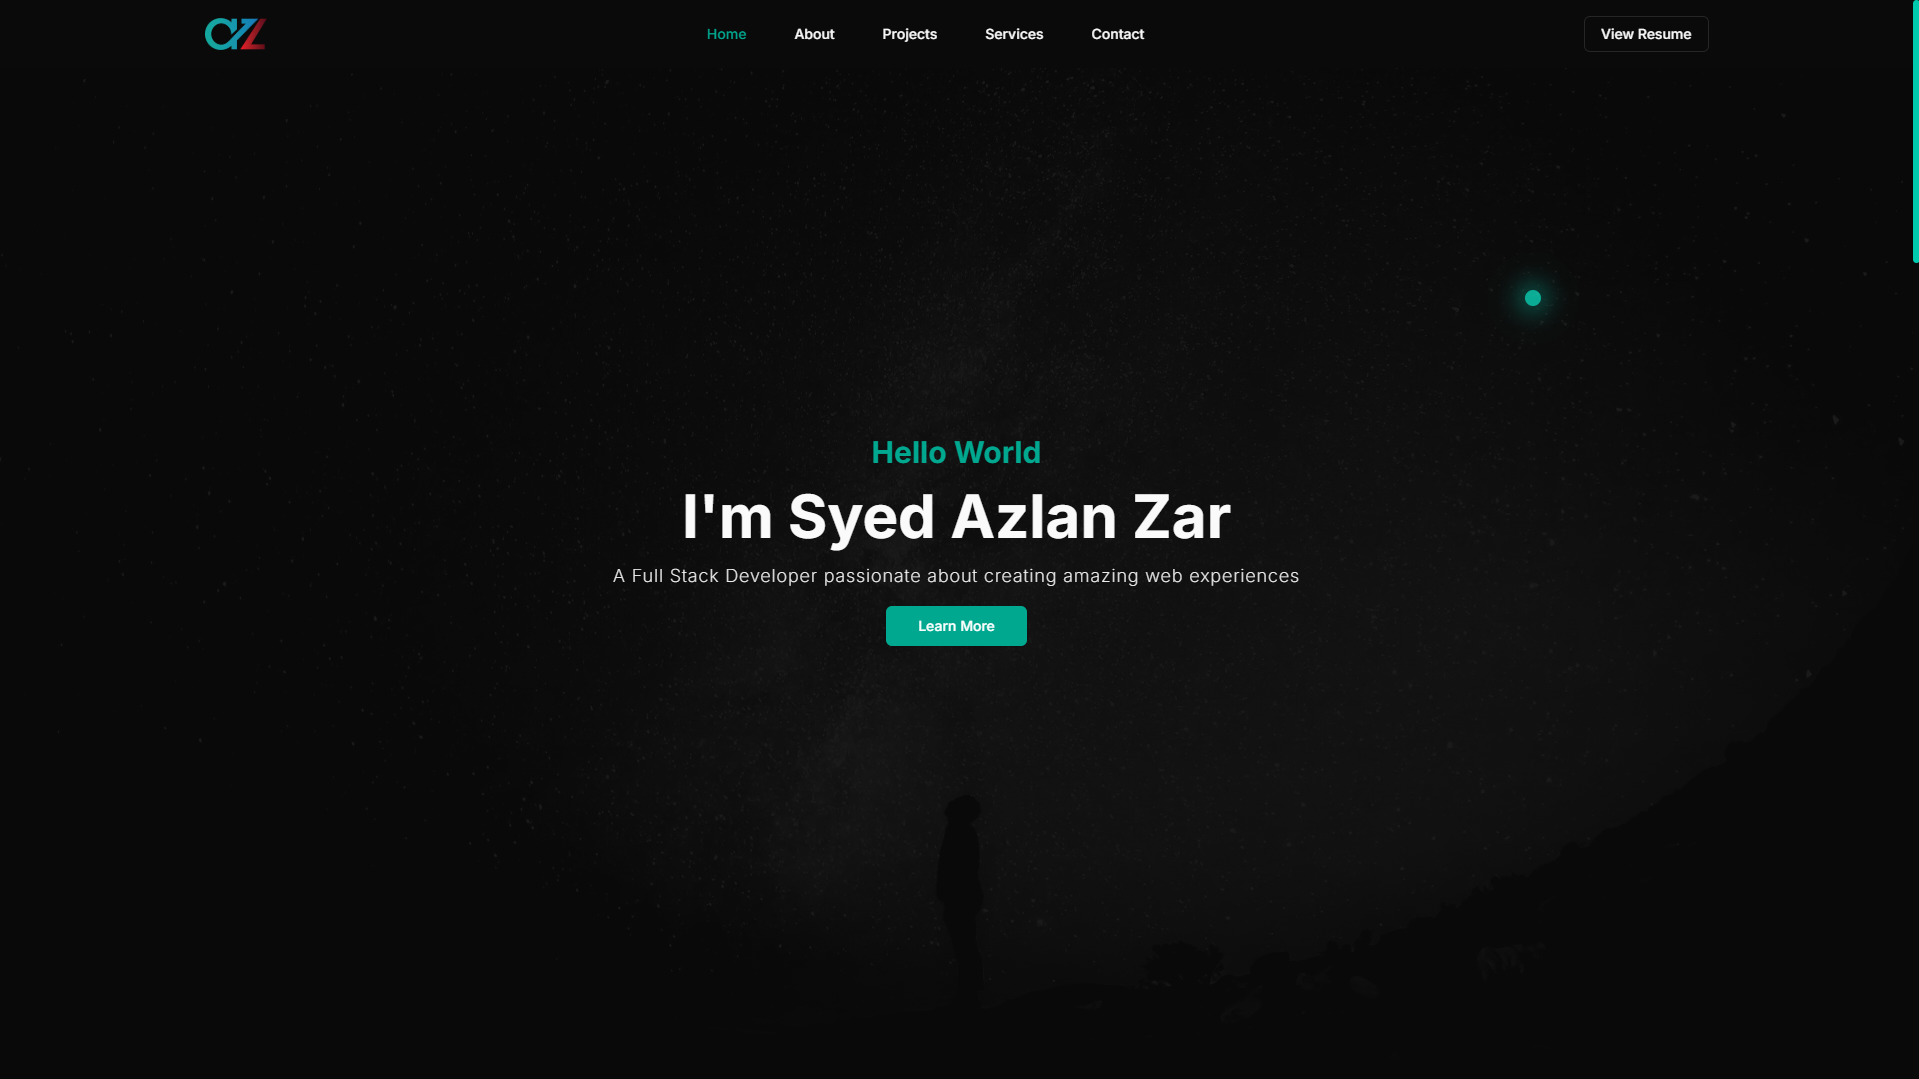 az
Home
About
Projects
Services
Contact
View Resume
Hello World
I'm Syed Azlan Zar
A Full Stack Developer passionate about creating amazing web experiences
Learn More